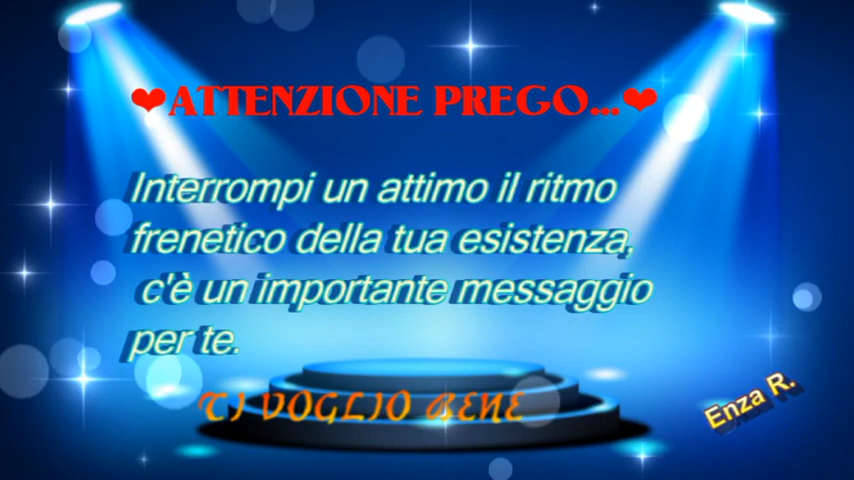 ❤ATTENZIONE PREGO...❤
Interrompi un attimo il ritmo
frenetico della tua esistenza,
c'è un importante messaggio
per te.
TI VOGLIO BENE
Enza R.